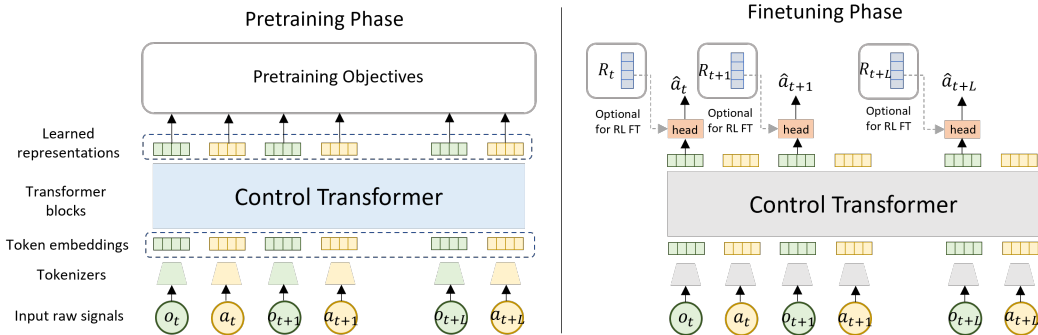 Pretraining Phase
Pretraining Objectives
Learned
representations
Transformer
blocks
Control Transformer
Token embeddings
Tokenizers
Input raw signals
o_t
a_t
o_{t+1}
a_{t+1}
o_{t+L}
a_{t+L}
Finetuning Phase
R_t
Optional
for RL FT
â_t
head
R_{t+1}
Optional
for RL FT
â_{t+1}
head
R_{t+L}
Optional
for RL FT
â_{t+L}
head
Control Transformer
o_t
a_t
o_{t+1}
a_{t+1}
o_{t+L}
a_{t+L}